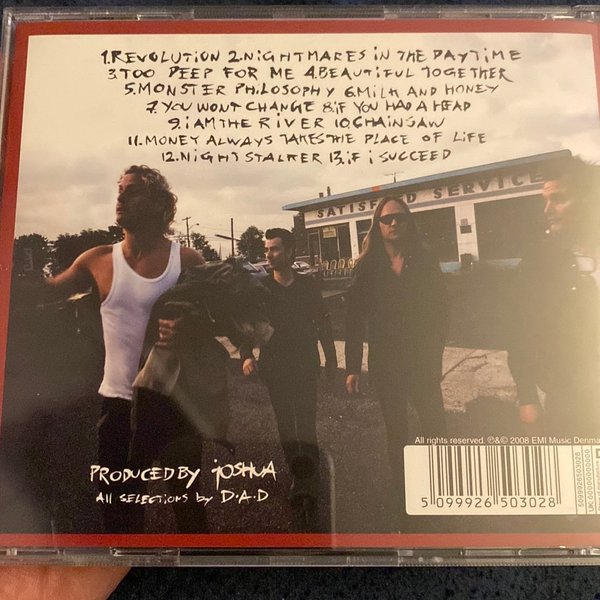 1.REVOLUTION 2.NIGHTMARES IN THE DAYTIME
3.TOO DEEP FOR ME 4.BEAUTIFUL TOGETHER
5.MONSTER PHILOSOPHY 6.MILK AND HONEY
7.YOU WONT CHANGE 8.IF YOU HAD A HEAD
9.I AM THE RIVER 10.CHAINSAW
11.MONEY ALWAYS TAKES THE PLACE OF LIFE
12.NIGHTSTALKER 13.IF I SUCCEED
SATISFIED SERVICE
PRODUCED BY JOSHUA
All SELECTIONS by D·A·D
All rights reserved. ℗&© 2008 EMI Music Denma
5 099926 503028
5099926503028